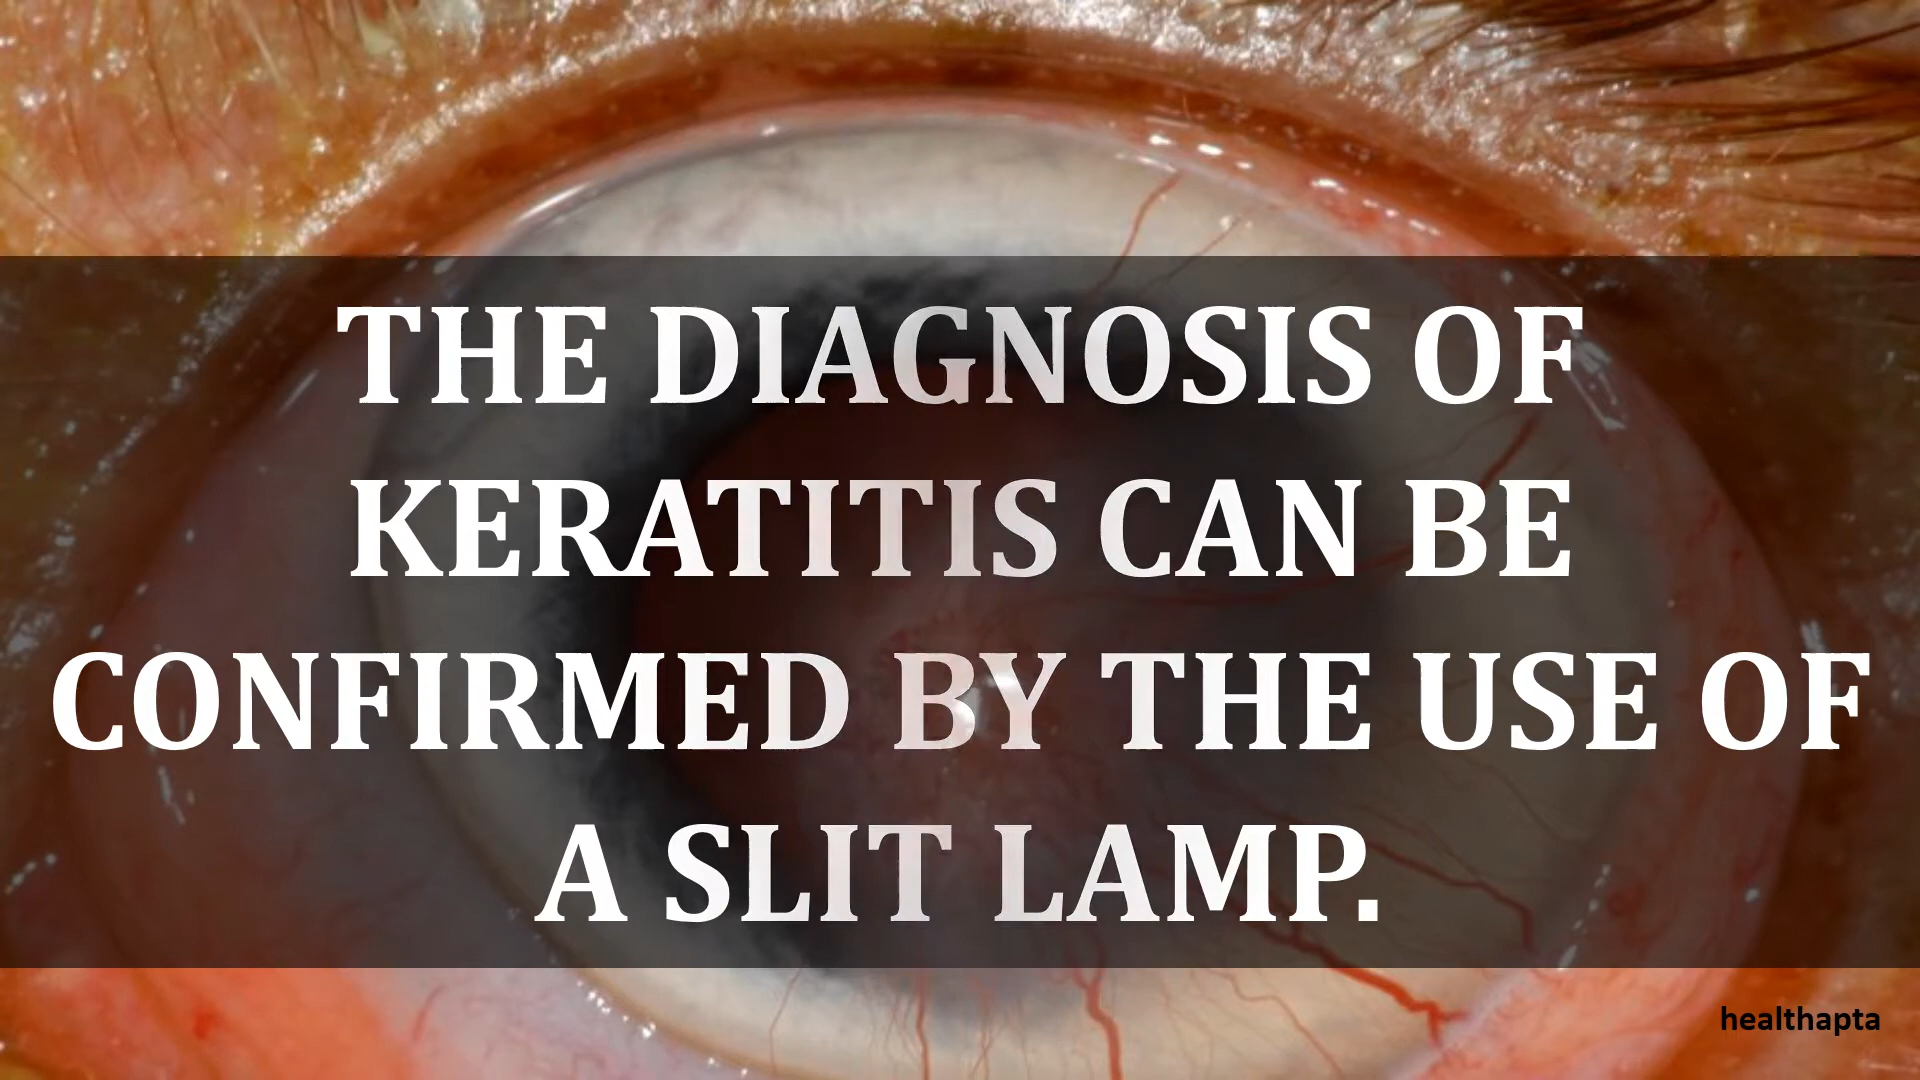 THE DIAGNOSIS OF
KERATITIS CAN BE
CONFIRMED BY THE USE OF
A SLIT LAMP.
healthapta